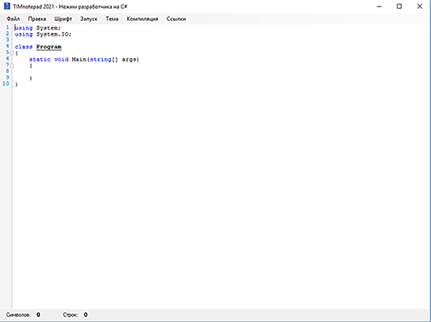 TIMnotepad 2021 - Режим разработчика на C#
Файл Правка Шрифт Запуск Тема Компиляция Ссылки
1 using System;
2 using System.IO;
3
4 class Program
5 {
6 static void Main(string[] args)
7 {
8
9 }
10 }
Символов: 0 Строк: 0